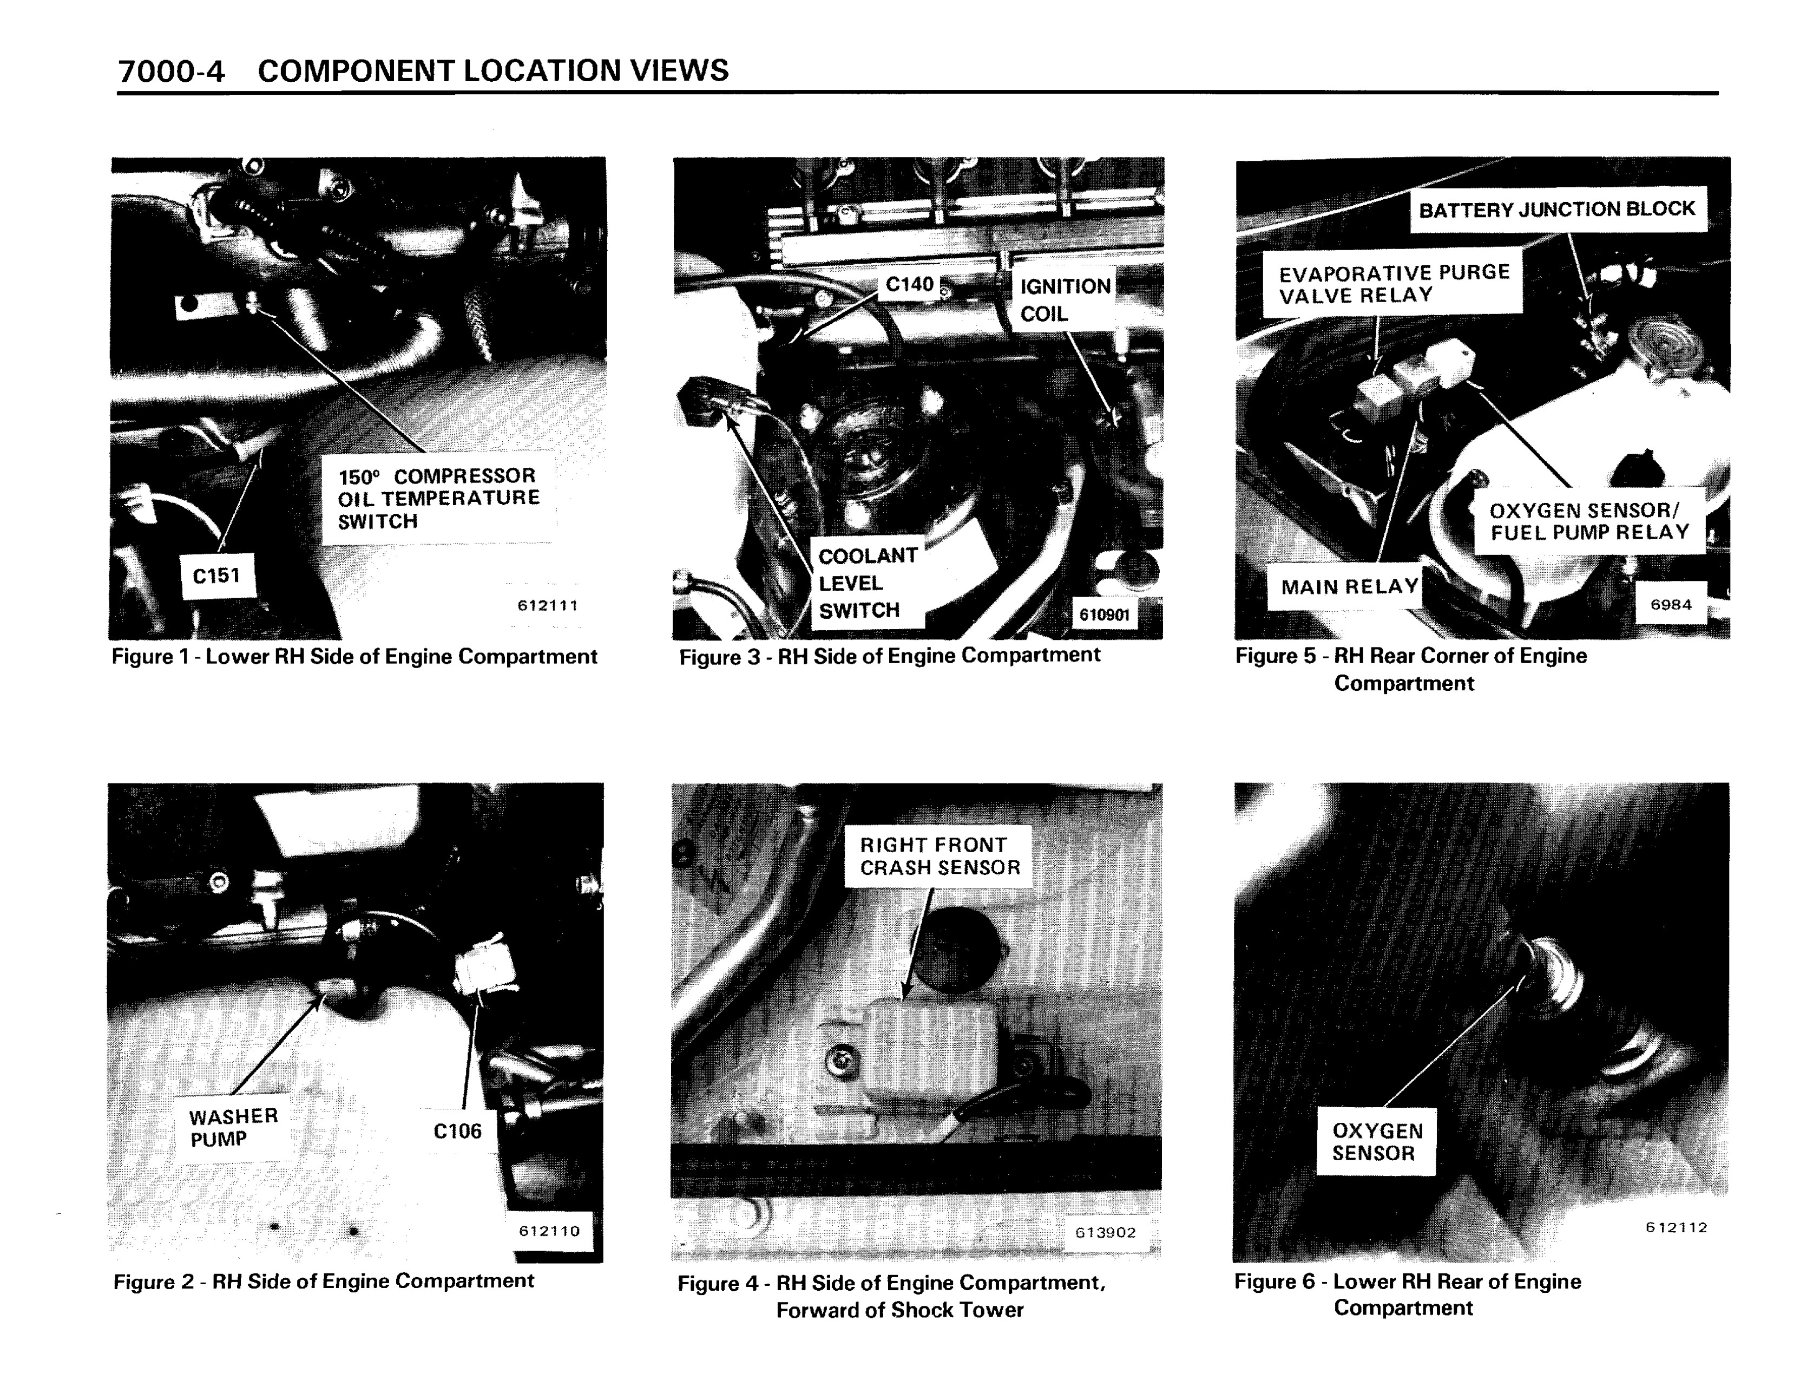 7000-4 COMPONENT LOCATION VIEWS
150° COMPRESSOR
OIL TEMPERATURE
SWITCH
C151
612111
Figure 1 - Lower RH Side of Engine Compartment
C140
IGNITION
COIL
COOLANT
LEVEL
SWITCH
610901
Figure 3 - RH Side of Engine Compartment
BATTERY JUNCTION BLOCK
EVAPORATIVE PURGE
VALVE RELAY
OXYGEN SENSOR/
FUEL PUMP RELAY
MAIN RELAY
6984
Figure 5 - RH Rear Corner of Engine
Compartment
WASHER
PUMP
C106
612110
Figure 2 - RH Side of Engine Compartment
RIGHT FRONT
CRASH SENSOR
613902
Figure 4 - RH Side of Engine Compartment,
Forward of Shock Tower
OXYGEN
SENSOR
612112
Figure 6 - Lower RH Rear of Engine
Compartment